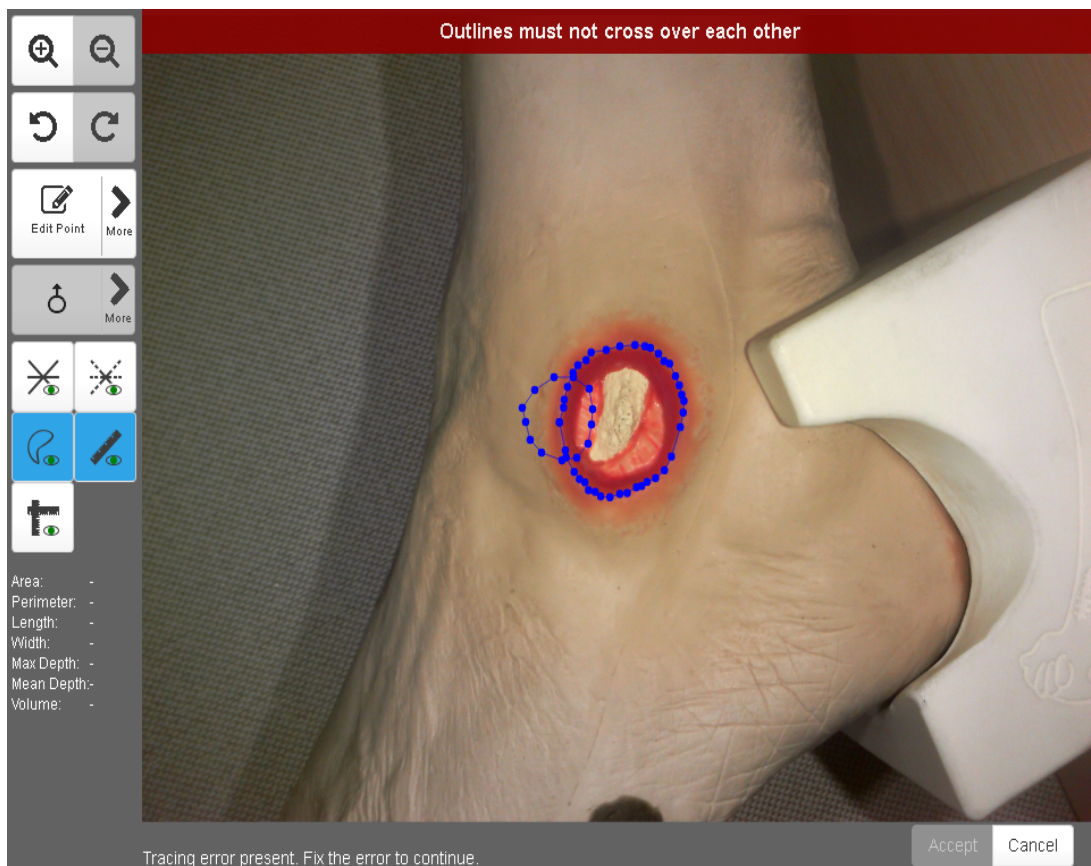 Outlines must not cross over each other
Edit Point
More
More
Area: -
Perimeter: -
Length: -
Width: -
Max Depth: -
Mean Depth:-
Volume: -
Tracing error present. Fix the error to continue.
Accept
Cancel